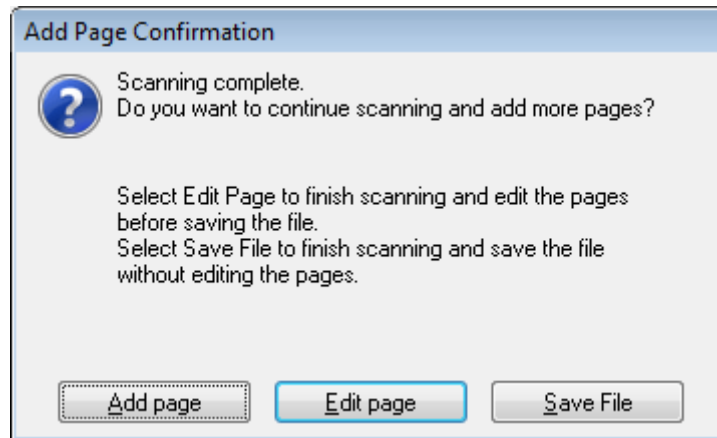 Add Page Confirmation
Scanning complete.
Do you want to continue scanning and add more pages?
Select Edit Page to finish scanning and edit the pages
before saving the file.
Select Save File to finish scanning and save the file
without editing the pages.
Add page
Edit page
Save File